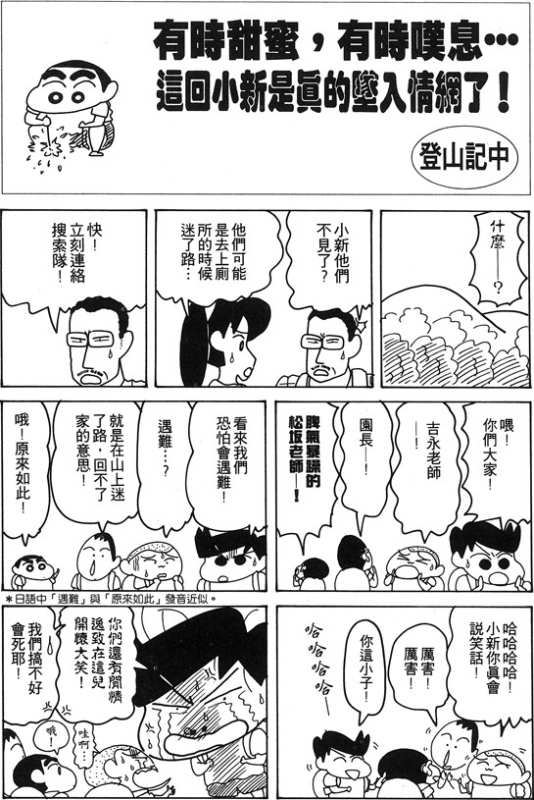 有時甜蜜，有時嘆息…
這回小新是真的墜入情網了！
登山記中
什麼——？
小新他們
不見了？
他們可能
是去上廁
所的時候
迷了路…
快！
立刻連絡
搜索隊！
喂！
你們大家！
吉永老師
——！
園長——！
脾氣暴躁的
松坂老師——！
看來我們
恐怕會遇難！
遇難…？
就是在山上迷
了路，回不了
家的意思！
哦！原來如此！
＊日語中「遇難」與「原來如此」發音近似。
哈哈哈哈！
小新你真會
說笑話！
厲害！
厲害！
你這小子！
哈哈哈哈——
你們還有閒情
逸致在這兒
開懷大笑！
我們搞不好
會死耶！
哇啊…
哦！